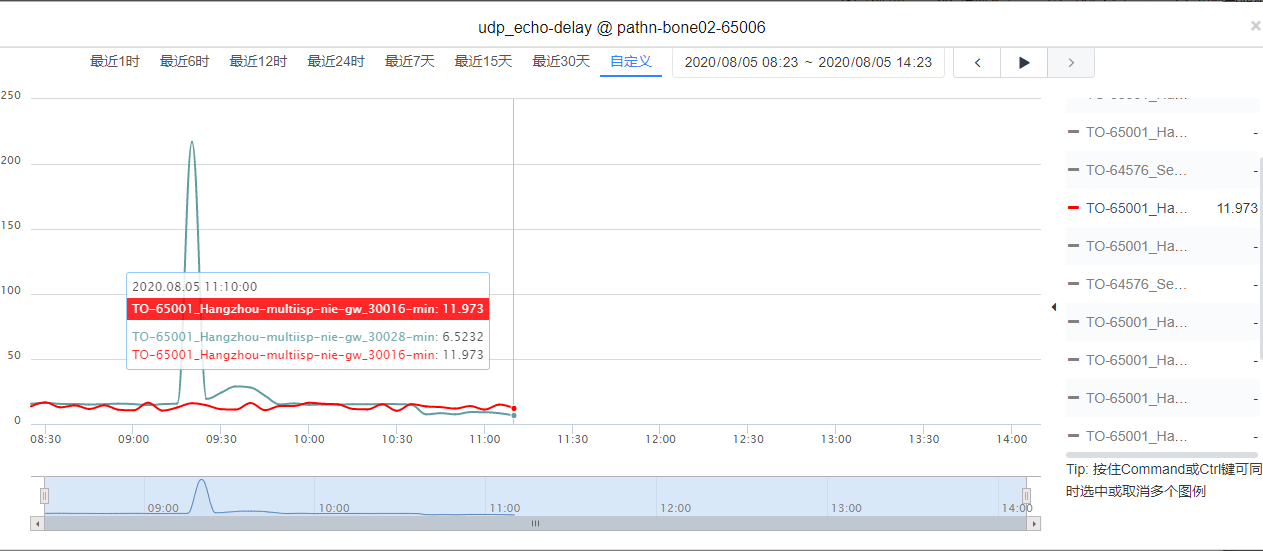 udp_echo-delay @ pathn-bone02-65006
×
最近1时 最近6时 最近12时 最近24时 最近7天 最近15天 最近30天 自定义 2020/08/05 08:23 ~ 2020/08/05 14:23
250
200
150
100
50
0
2020.08.05 11:10:00
TO-65001_Hangzhou-multiisp-nie-gw_30016-min: 11.973
TO-65001_Hangzhou-multiisp-nie-gw_30028-min: 6.5232
TO-65001_Hangzhou-multiisp-nie-gw_30016-min: 11.973
08:30 09:00 09:30 10:00 10:30 11:00 11:30 12:00 12:30 13:00 13:30 14:00
09:00 10:00 11:00 12:00 13:00 14:00
TO-65001_Ha... -
TO-64576_Se... -
TO-65001_Ha... 11.973
TO-65001_Ha... -
TO-64576_Se... -
TO-65001_Ha... -
TO-65001_Ha... -
TO-65001_Ha... -
TO-65001_Ha... -
Tip: 按住Command或Ctrl键可同
时选中或取消多个图例